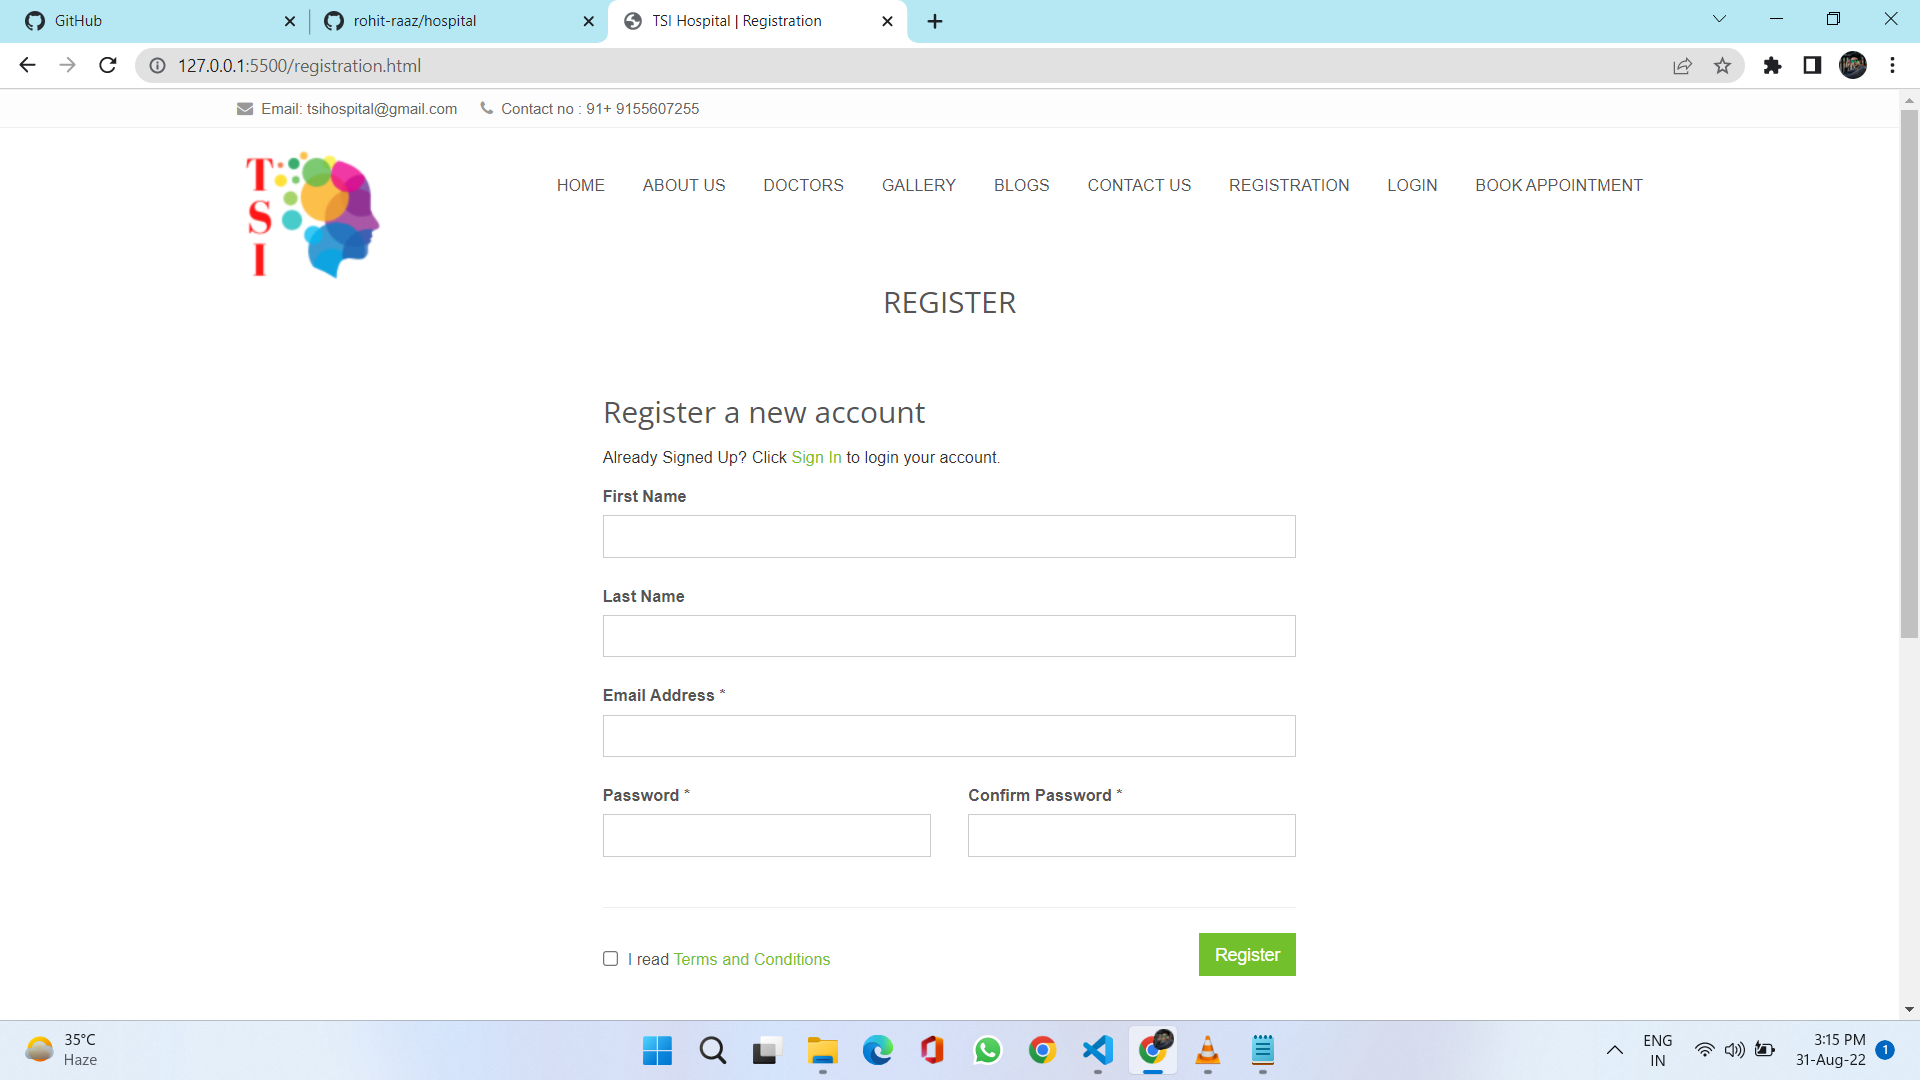 GitHub
rohit-raaz/hospital
TSI Hospital | Registration
127.0.0.1:5500/registration.html
Email: tsihospital@gmail.com Contact no : 91+ 9155607255
T
S
I
HOME ABOUT US DOCTORS GALLERY BLOGS CONTACT US REGISTRATION LOGIN BOOK APPOINTMENT
REGISTER
Register a new account
Already Signed Up? Click Sign In to login your account.
First Name
Last Name
Email Address *
Password * Confirm Password *
I read Terms and Conditions
Register
35°C
Haze
ENG
IN
3:15 PM
31-Aug-22
1